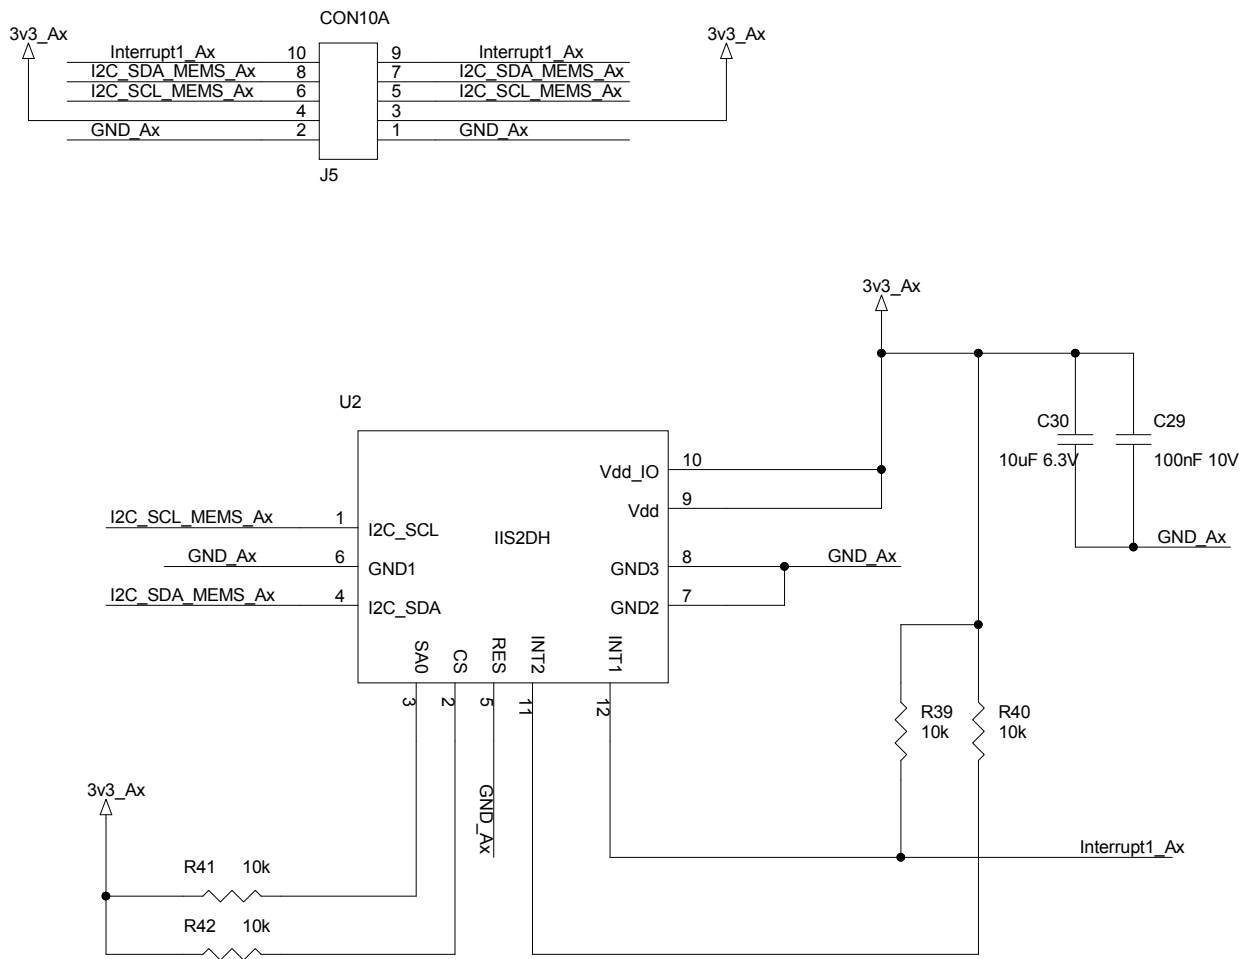 CON10A
3v3_Ax
3v3_Ax
Interrupt1_Ax 10 9 Interrupt1_Ax
I2C_SDA_MEMS_Ax 8 7 I2C_SDA_MEMS_Ax
I2C_SCL_MEMS_Ax 6 5 I2C_SCL_MEMS_Ax
4 3
GND_Ax 2 1 GND_Ax
J5
3v3_Ax
U2
C30
10uF 6.3V
C29
100nF 10V
GND_Ax
10 Vdd_IO
9 Vdd
IIS2DH
I2C_SCL_MEMS_Ax 1 I2C_SCL
GND_Ax 6 GND1
I2C_SDA_MEMS_Ax 4 I2C_SDA
GND3 8 GND_Ax
GND2 7
SA0 CS RES INT2 INT1
3 2 5 11 12
R39
10k
R40
10k
GND_Ax
3v3_Ax
Interrupt1_Ax
R41 10k
R42 10k